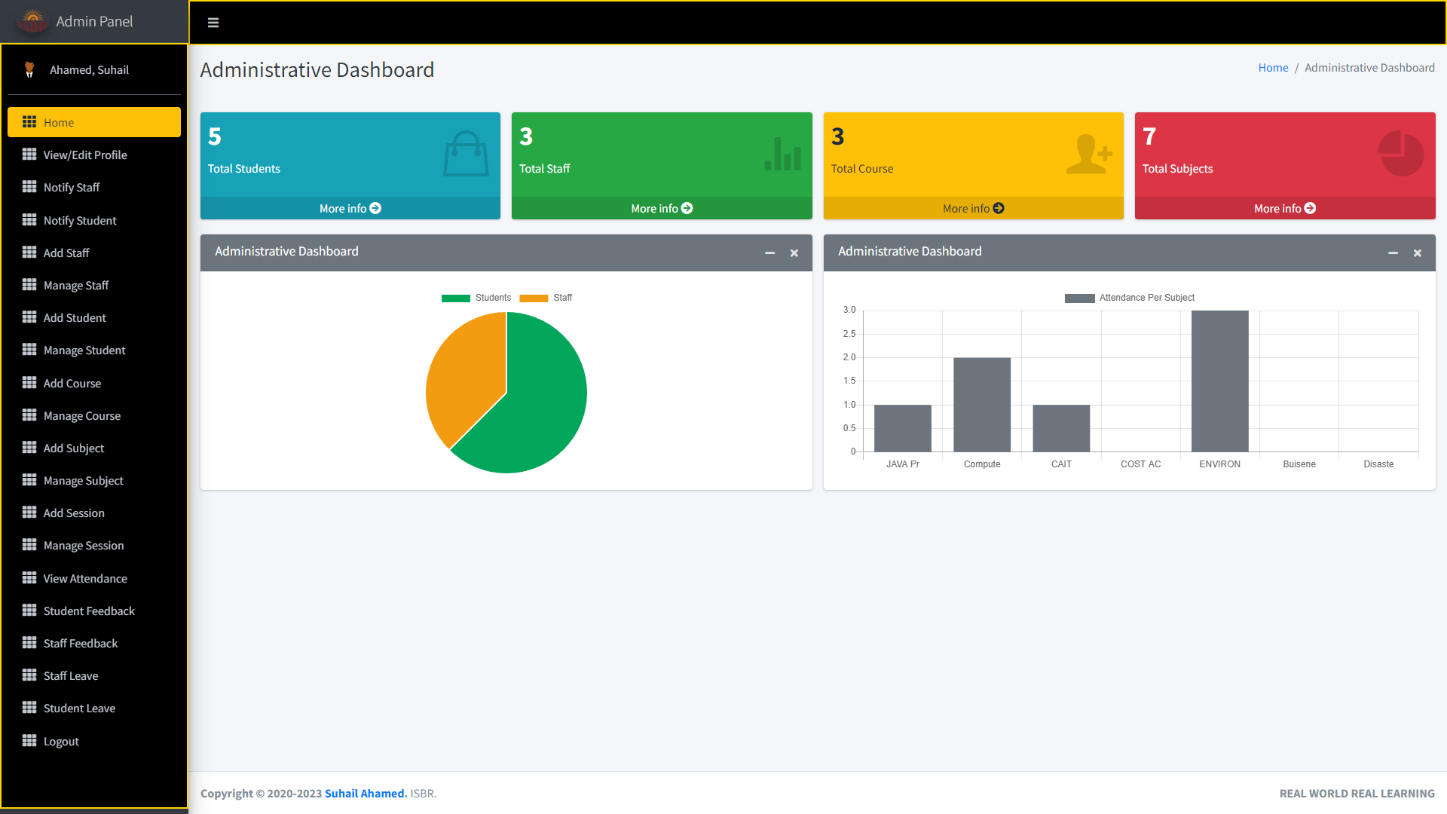 Admin Panel
Ahamed, Suhail
Home
View/Edit Profile
Notify Staff
Notify Student
Add Staff
Manage Staff
Add Student
Manage Student
Add Course
Manage Course
Add Subject
Manage Subject
Add Session
Manage Session
View Attendance
Student Feedback
Staff Feedback
Staff Leave
Student Leave
Logout
Administrative Dashboard
Home / Administrative Dashboard
5
Total Students
More info
3
Total Staff
More info
3
Total Course
More info
7
Total Subjects
More info
Administrative Dashboard
Students Staff
Administrative Dashboard
Attendance Per Subject
3.0
2.5
2.0
1.5
1.0
0.5
0
JAVA Pr Compute CAIT COST AC ENVIRON Buisene Disaste
Copyright © 2020-2023 Suhail Ahamed. ISBR.
REAL WORLD REAL LEARNING